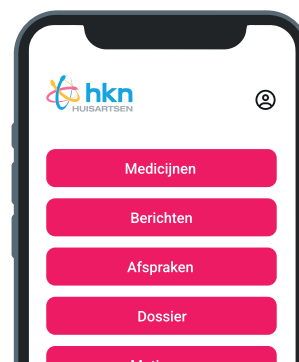 hkn
HUISARTSEN
Medicijnen
Berichten
Afspraken
Dossier